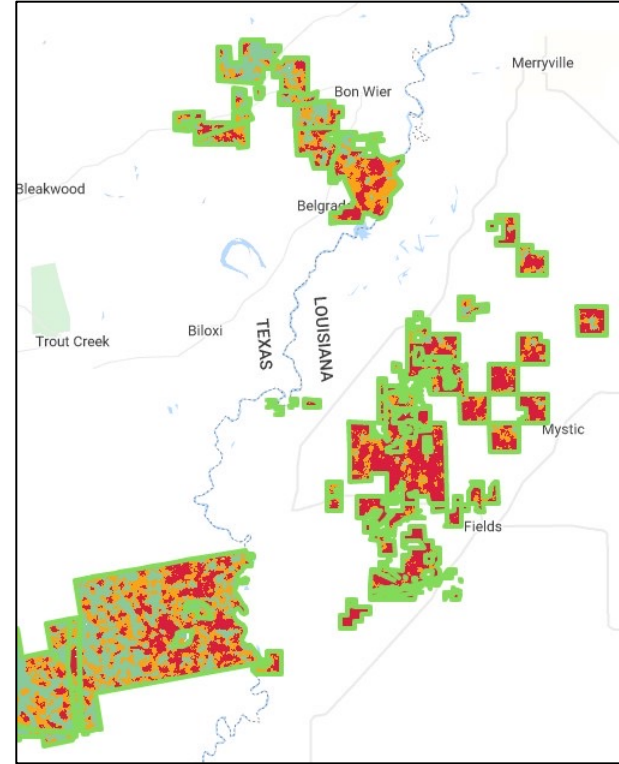 Merryville
Bon Wier
Bleakwood
Belgrade
LOUISIANA
TEXAS
Biloxi
Trout Creek
Mystic
Fields